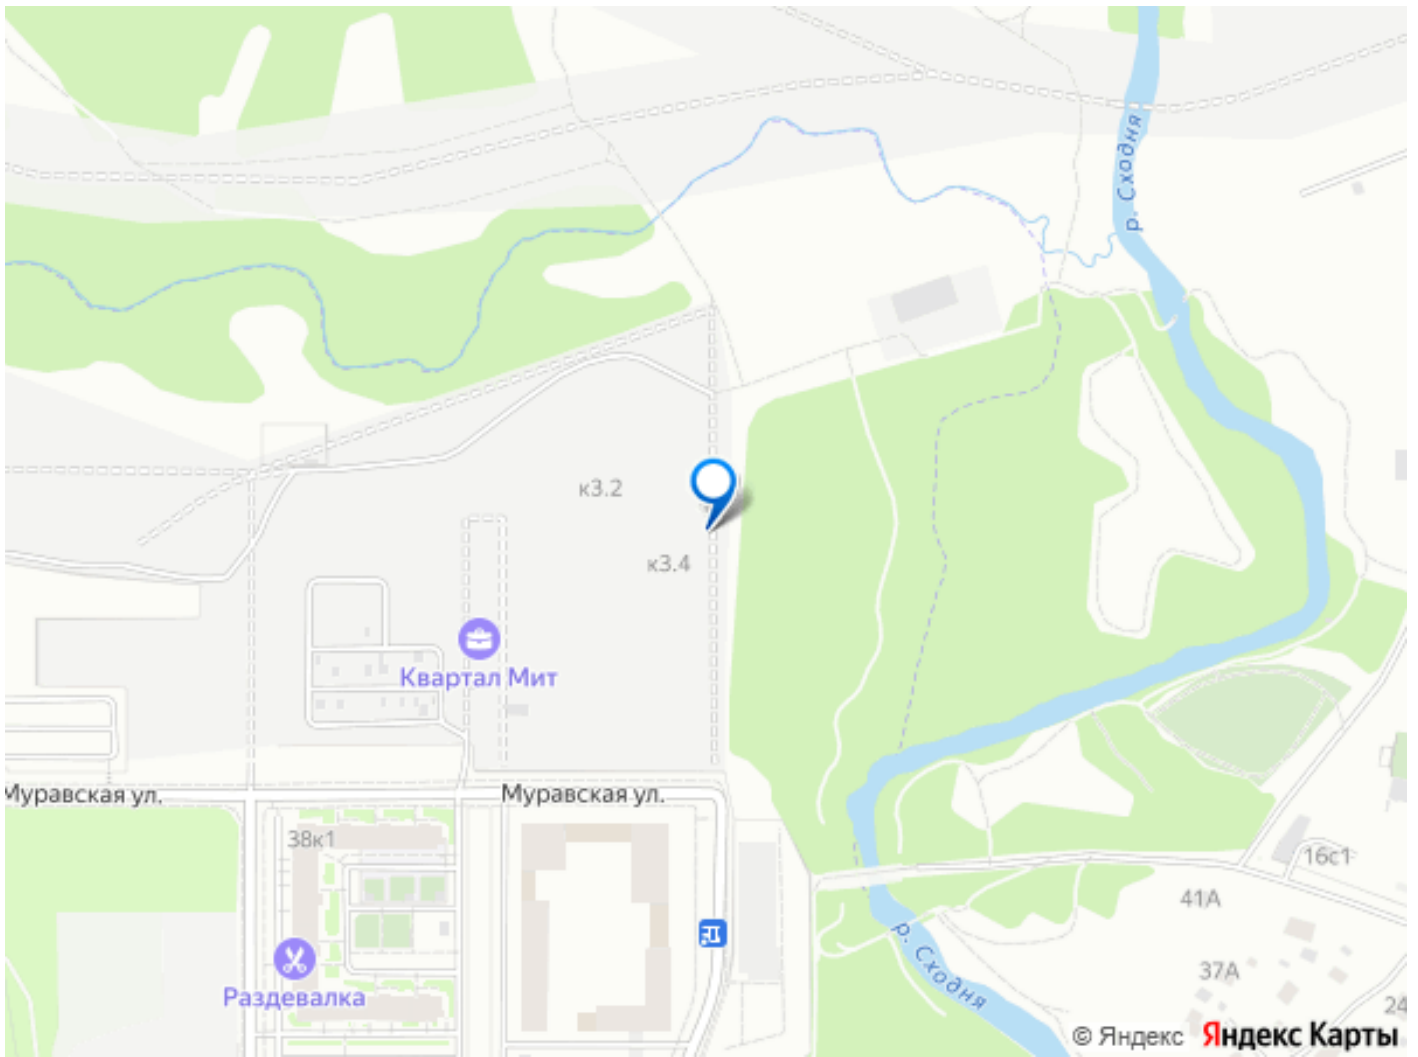 р. Сходня
к3.2
к3.4
Квартал Мит
Муравская ул.
Муравская ул.
38к1
16с1
41А
р. Сходня
37А
Раздевалка
24
© Яндекс Яндекс Карты